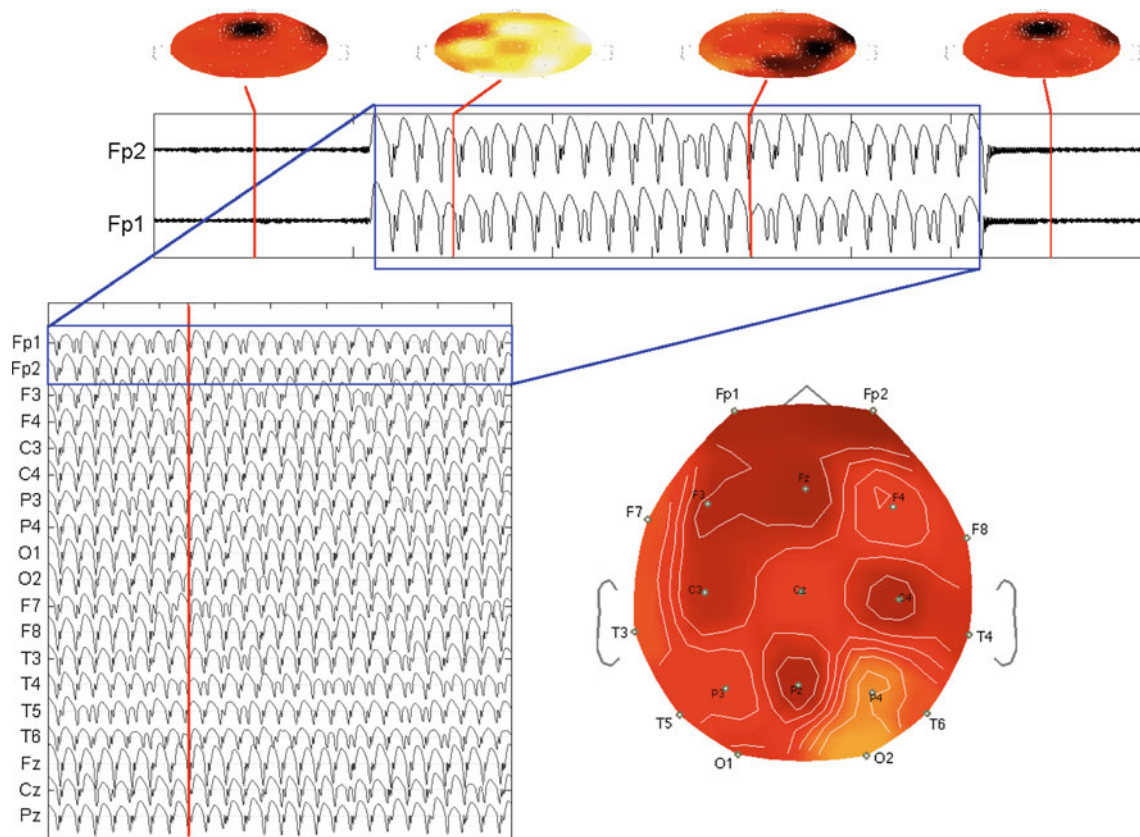 Fp2
Fp1
Fp1
Fp2
F3
F4
C3
C4
P3
P4
O1
O2
F7
F8
T3
T4
T5
T6
Fz
Cz
Pz
Fp1 Fp2
Fz
F3 F4
F7
F8
C3 Cz C4
T3 T4
P3 Pz P4
T5 T6
O1 O2